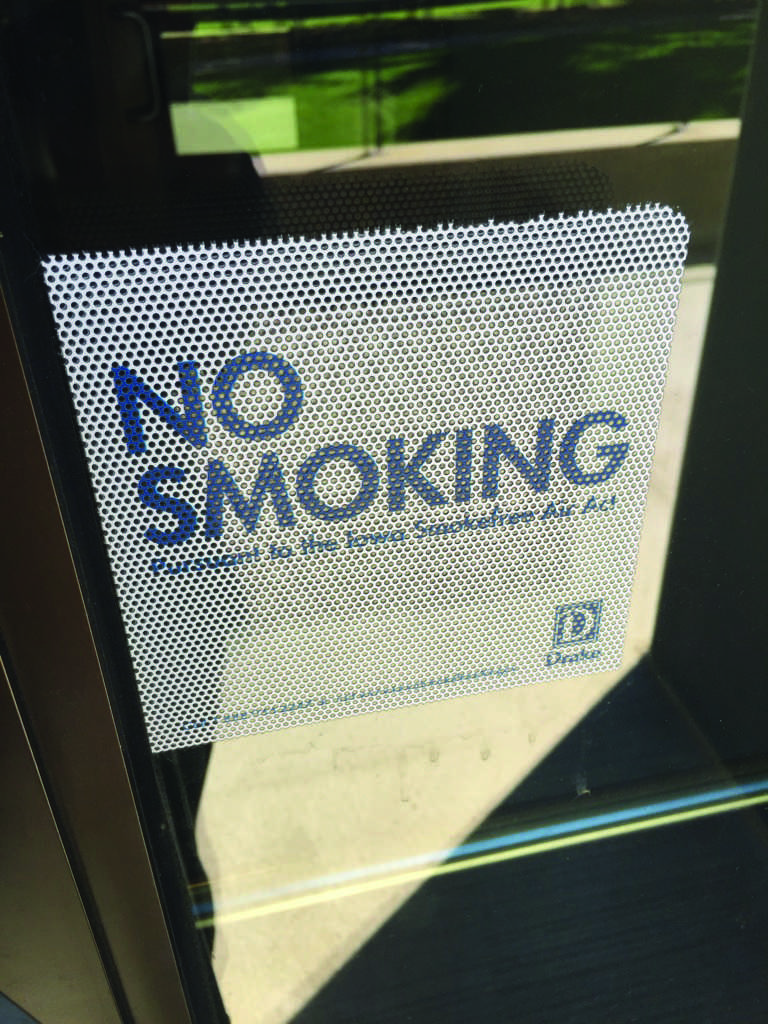 NO
SMOKING
Pursuant to the Iowa Smokefree Air Act
D
Drake